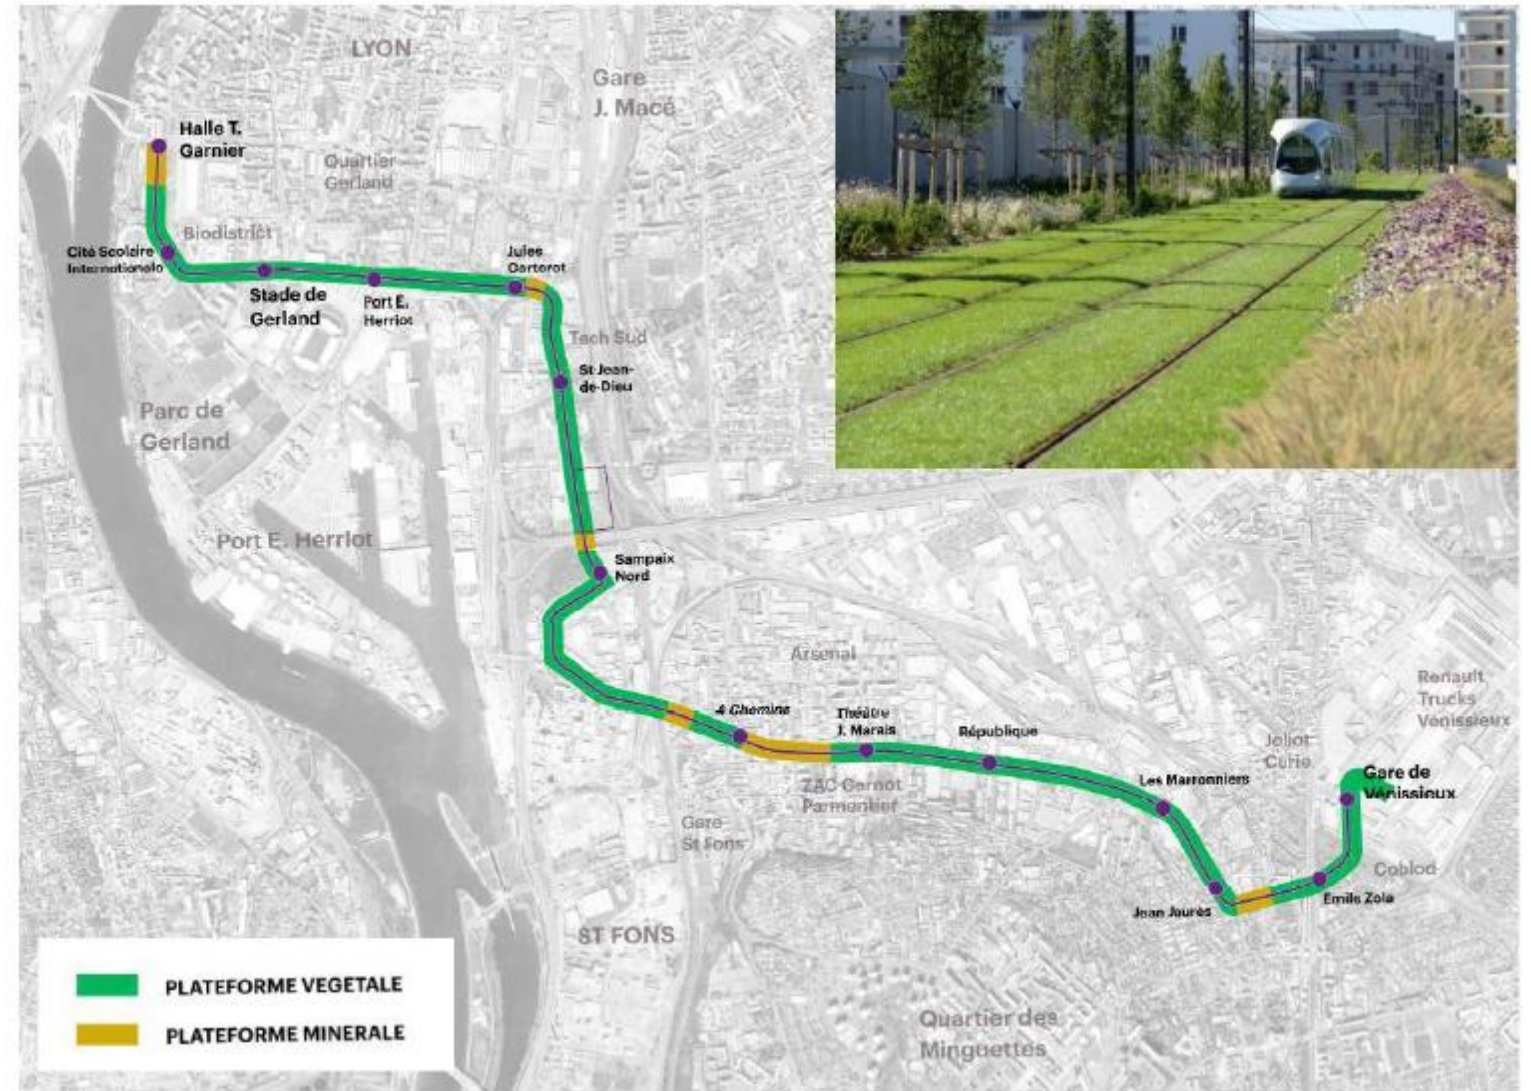 LYON
Gare
J. Macé
Halle T.
Garnier
Quartier
Gerland
Biodistrict
Cité Scolaire
Internationale
Stade de
Gerland
Port E.
Herriot
Jules
Carteret
Tech Sud
St-Jean-
de-Dieu
Parc de
Gerland
Port E. Herriot
Sampaix
Nord
Arsenal
4 Chemins
Théâtre
J. Marais
République
Renault
Trucks
Vénissieux
Joliot
Curie
Les Marronniers
Gare de
Vénissieux
ZAC Carnot
Parmentier
Gare
St Fons
Coblod
Emile Zola
Jean Jaurès
ST FONS
PLATEFORME VEGETALE
PLATEFORME MINERALE
Quartier des
Minguettes